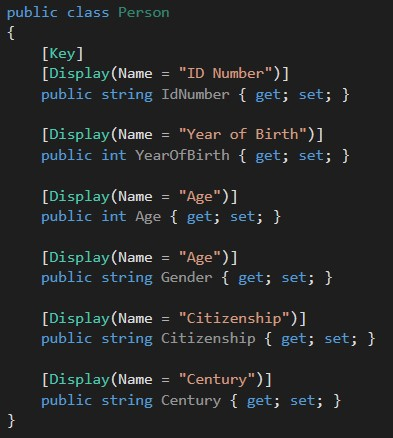 public class Person
{
[Key]
[Display(Name = "ID Number")]
public string IdNumber { get; set; }
[Display(Name = "Year of Birth")]
public int YearOfBirth { get; set; }
[Display(Name = "Age")]
public int Age { get; set; }
[Display(Name = "Age")]
public string Gender { get; set; }
[Display(Name = "Citizenship")]
public string Citizenship { get; set; }
[Display(Name = "Century")]
public string Century { get; set; }
}